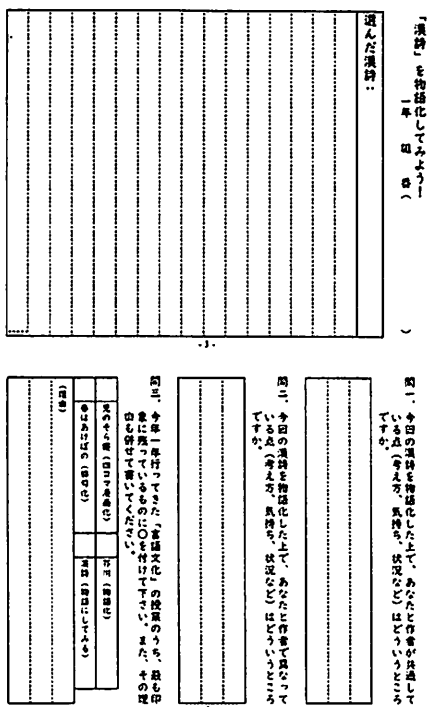 「漢詩」を物語化してみよう！
一年　組　番（　　　　）
選んだ漢詩：
- 1 -
問一、今回の漢詩を物語化した上で、あなたと作者が共通して
いる点（考え方、気持ち、状況など）はどういうところ
ですか。
問二、今回の漢詩を物語化した上で、あなたと作者で異なって
いる点（考え方、気持ち、状況など）はどういうところ
ですか。
問三、今年一年行ってきた「言語文化」の授業のうち、最も印
象に残っているものに○を付けて下さい。また、その理
由も併せて書いてください。
児のそら寝（四コマ漫画化）
芥川（物語化）
春はあけぼの（俳句化）
漢詩（物語にしてみる）
（理由）